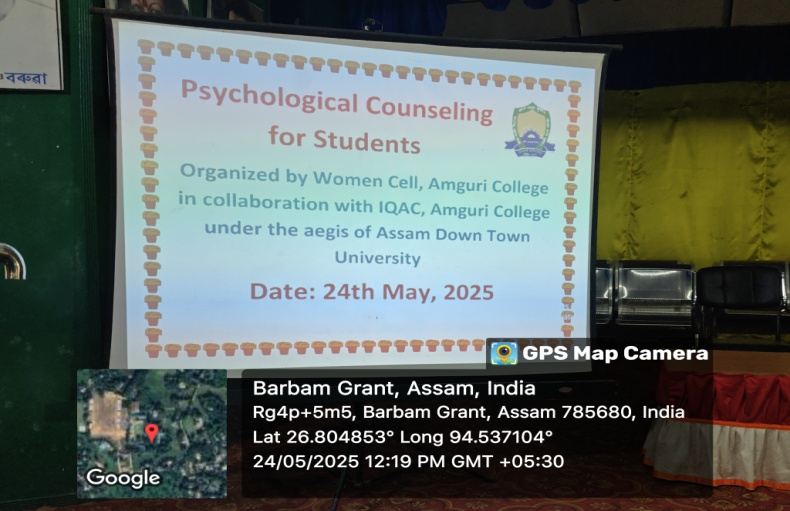 বৰুৱা
Psychological Counseling
for Students
Organized by Women Cell, Amguri College
in collaboration with IQAC, Amguri College
under the aegis of Assam Down Town
University
Date: 24th May, 2025
GPS Map Camera
Barbam Grant, Assam, India
Rg4p+5m5, Barbam Grant, Assam 785680, India
Lat 26.804853° Long 94.537104°
24/05/2025 12:19 PM GMT +05:30
Google